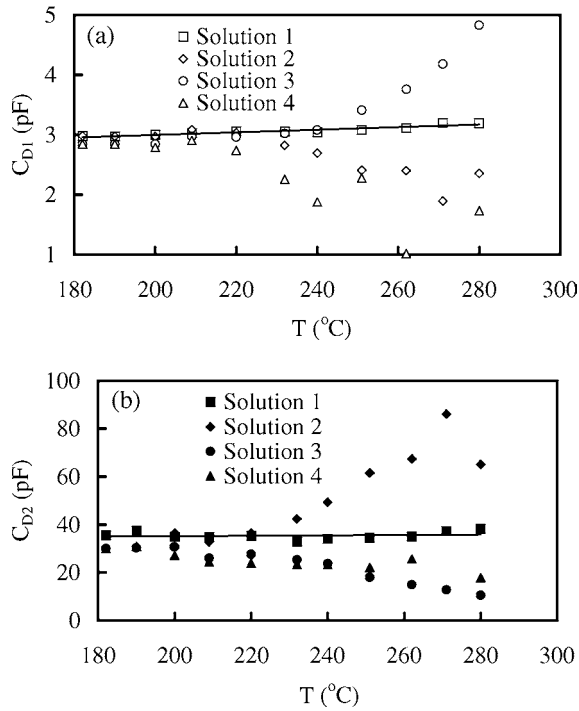 (a)
Solution 1
Solution 2
Solution 3
Solution 4
C_D1 (pF)
5
4
3
2
1
180 200 220 240 260 280 300
T (°C)
(b)
Solution 1
Solution 2
Solution 3
Solution 4
C_D2 (pF)
100
80
60
40
20
0
180 200 220 240 260 280 300
T (°C)